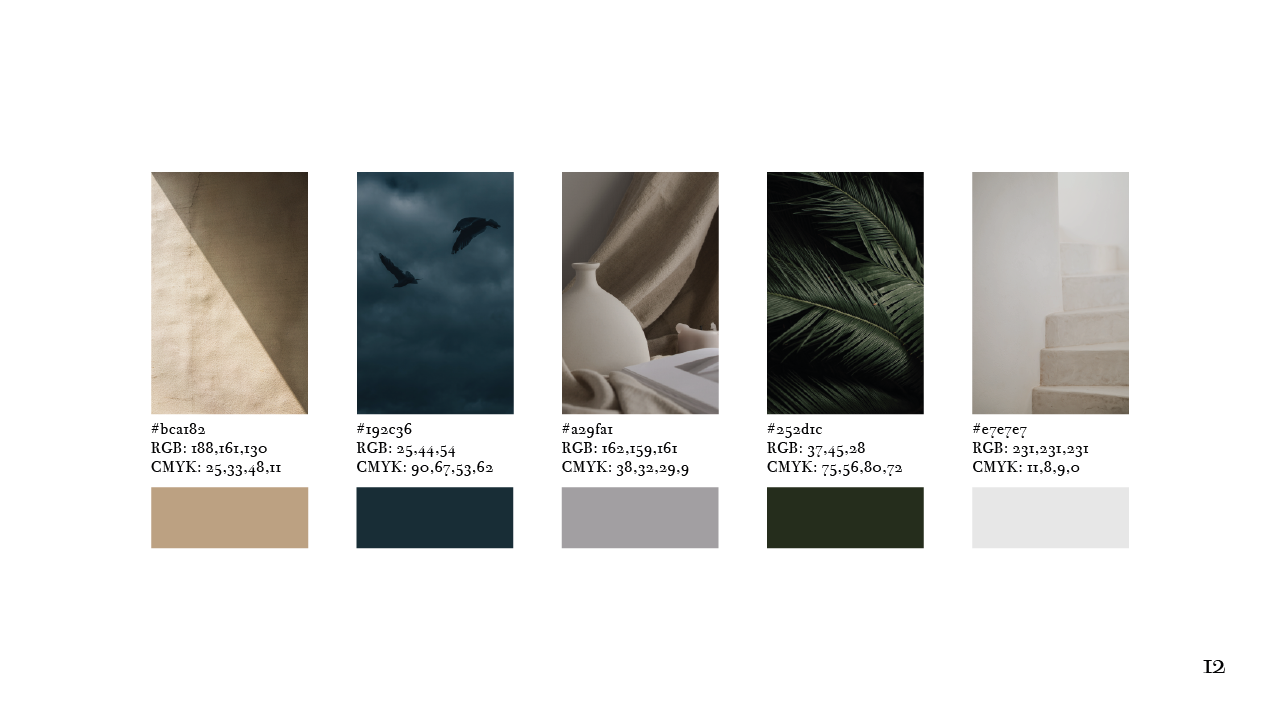 #bca182
RGB: 188,161,130
CMYK: 25,33,48,11
#192c36
RGB: 25,44,54
CMYK: 90,67,53,62
#a29fa1
RGB: 162,159,161
CMYK: 38,32,29,9
#252d1c
RGB: 37,45,28
CMYK: 75,56,80,72
#e7e7e7
RGB: 231,231,231
CMYK: 11,8,9,0
12